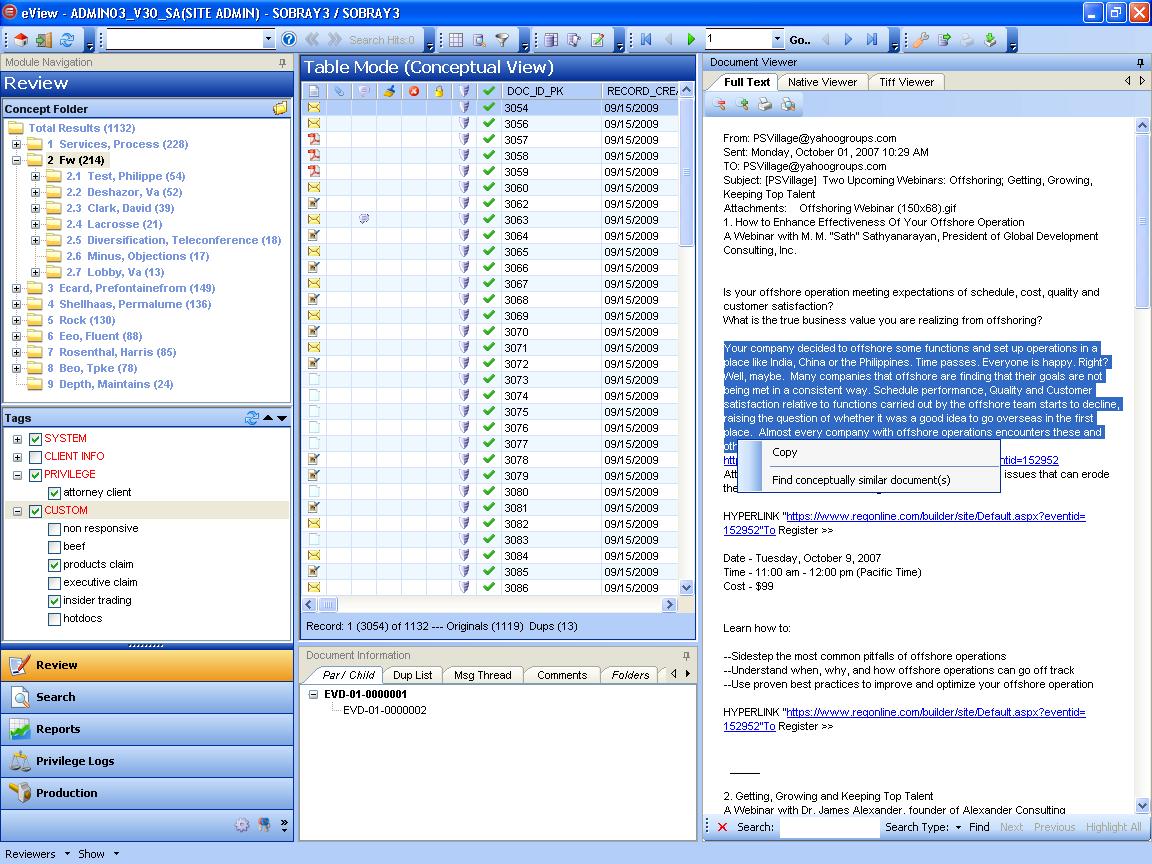 eView - ADMIN03_V30_SA(SITE ADMIN) - SOBRAY3 / SOBRAY3
Search Hits:0
1
Go..
Module Navigation
Review
Concept Folder
Total Results (1132)
1 Services, Process (228)
2 Fw (214)
2.1 Test, Philippe (54)
2.2 Deshazor, Va (52)
2.3 Clark, David (39)
2.4 Lacrosse (21)
2.5 Diversification, Teleconference (18)
2.6 Minus, Objections (17)
2.7 Lobby, Va (13)
3 Ecard, Prefontainefrom (149)
4 Shellhaas, Permalume (136)
5 Rock (130)
6 Eeo, Fluent (88)
7 Rosenthal, Harris (85)
8 Beo, Tpke (78)
9 Depth, Maintains (24)
Tags
SYSTEM
CLIENT INFO
PRIVILEGE
attorney client
CUSTOM
non responsive
beef
products claim
executive claim
insider trading
hotdocs
Review
Search
Reports
Privilege Logs
Production
Reviewers Show
Table Mode (Conceptual View)
DOC_ID_PK RECORD_CREA
3054 09/15/2009
3056 09/15/2009
3057 09/15/2009
3058 09/15/2009
3059 09/15/2009
3060 09/15/2009
3062 09/15/2009
3063 09/15/2009
3064 09/15/2009
3065 09/15/2009
3066 09/15/2009
3067 09/15/2009
3068 09/15/2009
3069 09/15/2009
3070 09/15/2009
3071 09/15/2009
3072 09/15/2009
3073 09/15/2009
3074 09/15/2009
3075 09/15/2009
3076 09/15/2009
3077 09/15/2009
3078 09/15/2009
3079 09/15/2009
3080 09/15/2009
3081 09/15/2009
3082 09/15/2009
3083 09/15/2009
3084 09/15/2009
3085 09/15/2009
3086 09/15/2009
Record: 1 (3054) of 1132 --- Originals (1119) Dups (13)
Document Information
Par / Child Dup List Msg Thread Comments Folders
EVD-01-0000001
EVD-01-0000002
Document Viewer
Full Text Native Viewer Tiff Viewer
From: PSVillage@yahoogroups.com
Sent: Monday, October 01, 2007 10:29 AM
TO: PSVillage@yahoogroups.com
Subject: [PSVillage] Two Upcoming Webinars: Offshoring; Getting, Growing,
Keeping Top Talent
Attachments: Offshoring Webinar (150x68).gif
1. How to Enhance Effectiveness Of Your Offshore Operation
A Webinar with M. M. "Sath" Sathyanarayan, President of Global Development
Consulting, Inc.
Is your offshore operation meeting expectations of schedule, cost, quality and
customer satisfaction?
What is the true business value you are realizing from offshoring?
Your company decided to offshore some functions and set up operations in a
place like India, China or the Philippines. Time passes. Everyone is happy. Right?
Well, maybe. Many companies that offshore are finding that their goals are not
being met in a consistent way. Schedule performance, Quality and Customer
satisfaction relative to functions carried out by the offshore team starts to decline,
raising the question of whether it was a good idea to go overseas in the first
place. Almost every company with offshore operations encounters these and
Copy
ntid=152952
issues that can erode
Find conceptually similar document(s)
HYPERLINK "https://www.regonline.com/builder/site/Default.aspx?eventid=
152952"To Register >>
Date - Tuesday, October 9, 2007
Time - 11:00 am - 12:00 pm (Pacific Time)
Cost - $99
Learn how to:
--Sidestep the most common pitfalls of offshore operations
--Understand when, why, and how offshore operations can go off track
--Use proven best practices to improve and optimize your offshore operation
HYPERLINK "https://www.regonline.com/builder/site/Default.aspx?eventid=
152952"To Register >>
_____
2. Getting, Growing and Keeping Top Talent
A Webinar with Dr. James Alexander, founder of Alexander Consulting
Search: Search Type: Find Next Previous Highlight All